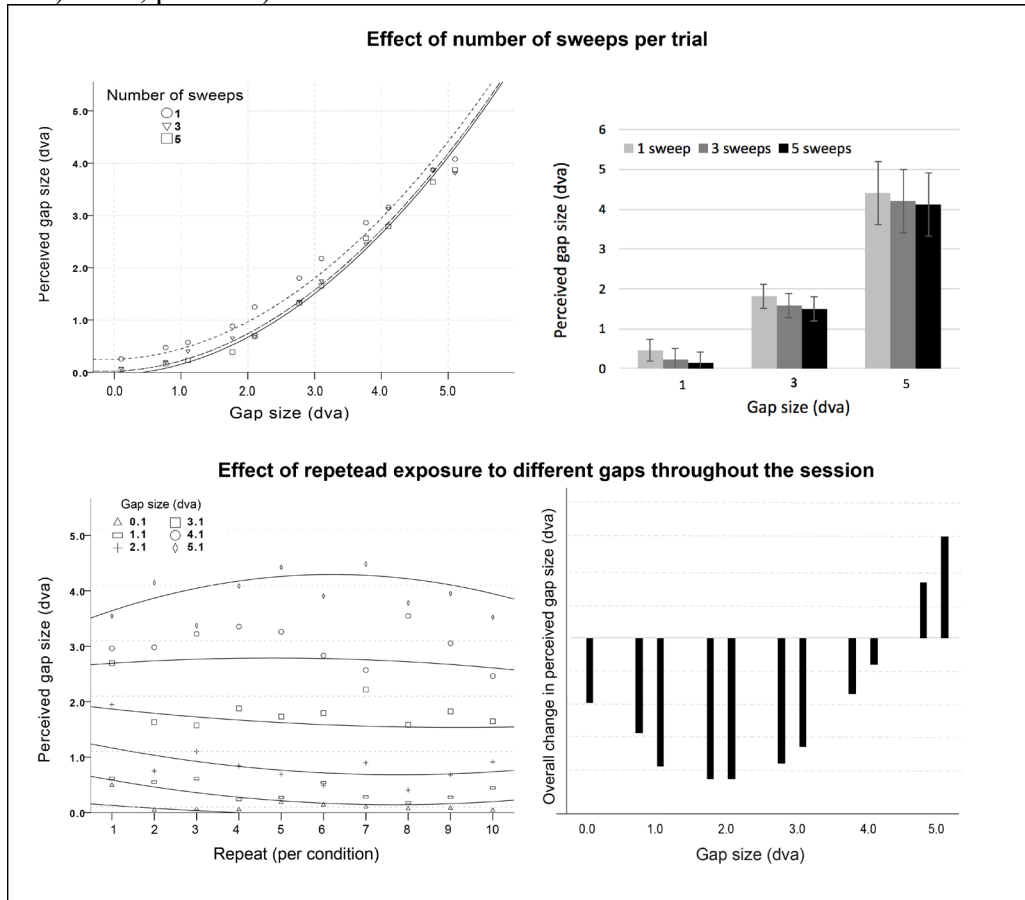 Effect of number of sweeps per trial
Number of sweeps
1
3
5
Perceived gap size (dva)
5.0
4.0
3.0
2.0
1.0
0.0
0.0 1.0 2.0 3.0 4.0 5.0
Gap size (dva)
1 sweep 3 sweeps 5 sweeps
Perceived gap size (dva)
6
5
4
3
2
1
0
1 3 5
Gap size (dva)
Effect of repetead exposure to different gaps throughout the session
Gap size (dva)
0.1 3.1
1.1 4.1
2.1 5.1
Perceived gap size (dva)
5.0
4.0
3.0
2.0
1.0
0.0
1 2 3 4 5 6 7 8 9 10
Repeat (per condition)
Overall change in perceived gap size (dva)
0.0 1.0 2.0 3.0 4.0 5.0
Gap size (dva)